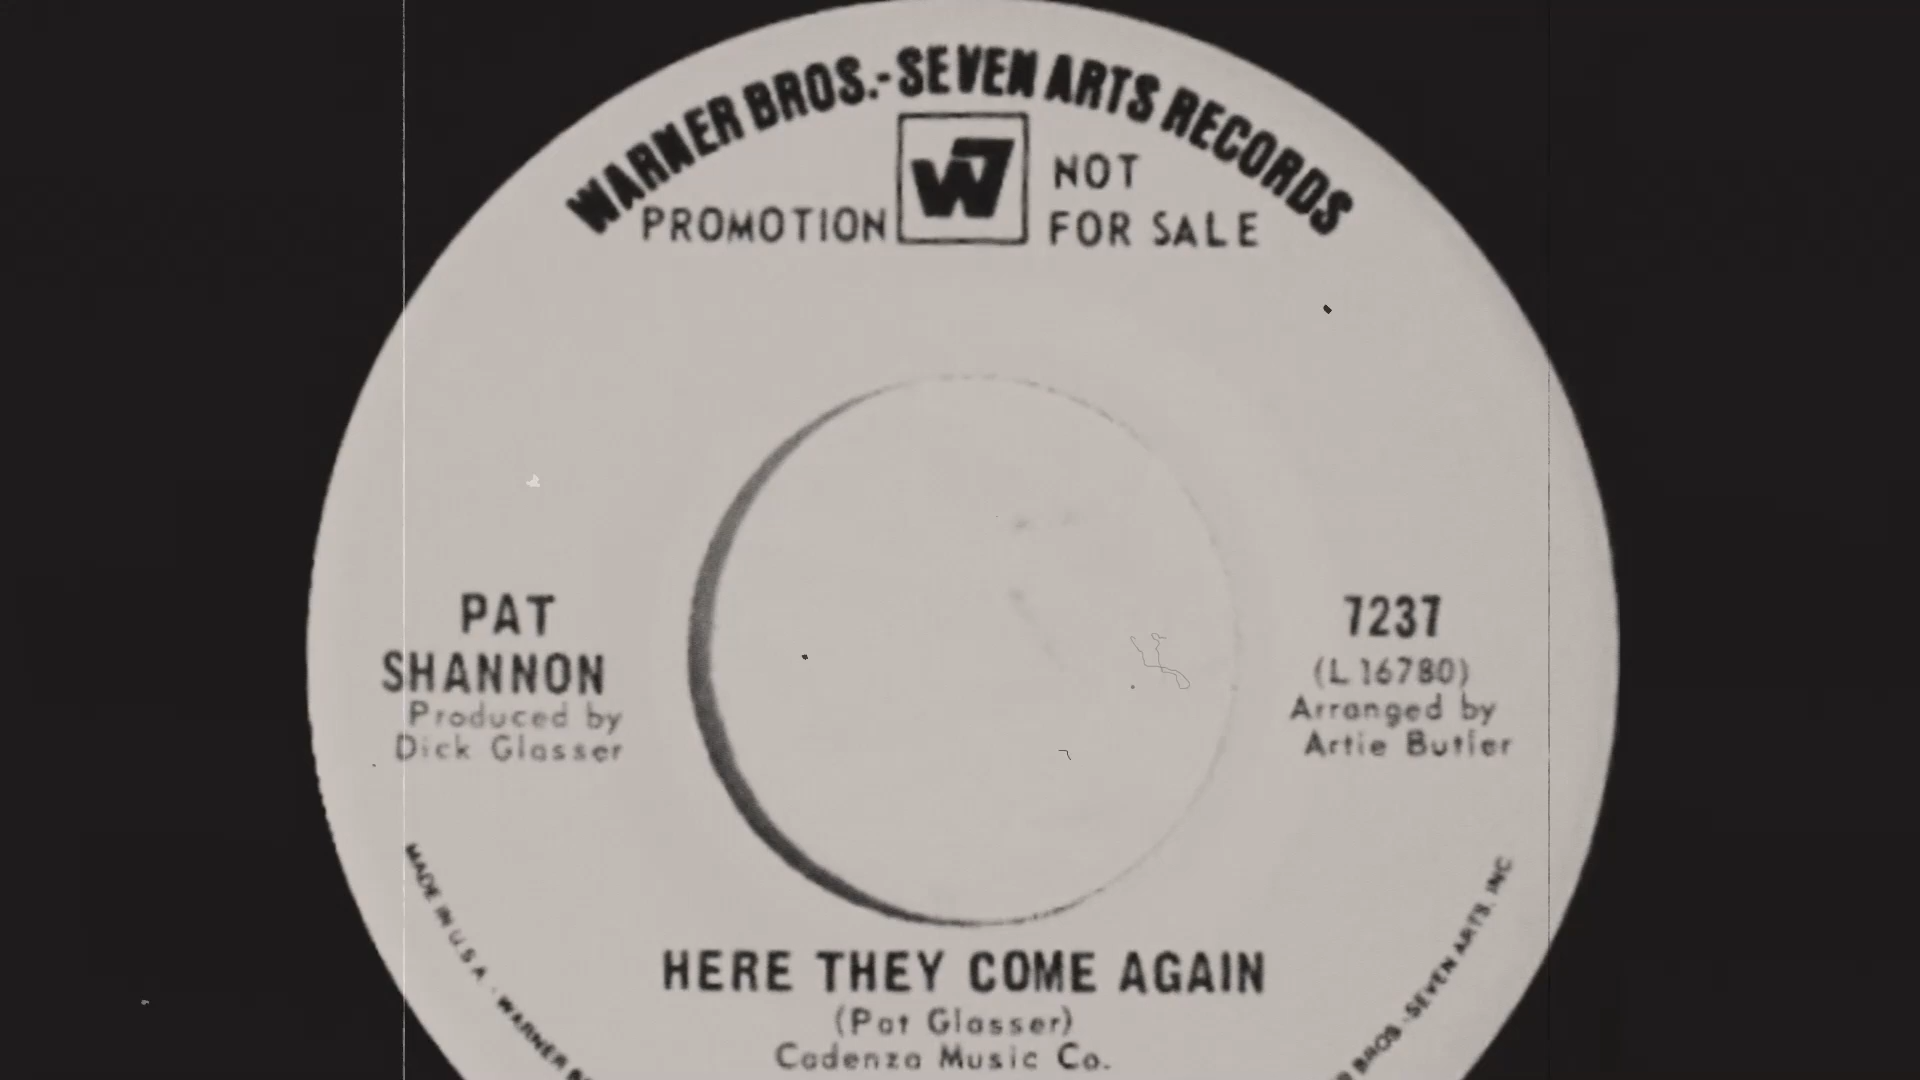 WARNER BROS.-SEVEN ARTS RECORDS
PROMOTION
W7
NOT
FOR SALE
PAT
SHANNON
Produced by
Dick Glasser
7237
(L 16780)
Arranged by
Artie Butler
HERE THEY COME AGAIN
(Pat Glasser)
Cadenza Music Co.
MADE IN U.S.A. · WARNER
BROS.-SEVEN ARTS, INC